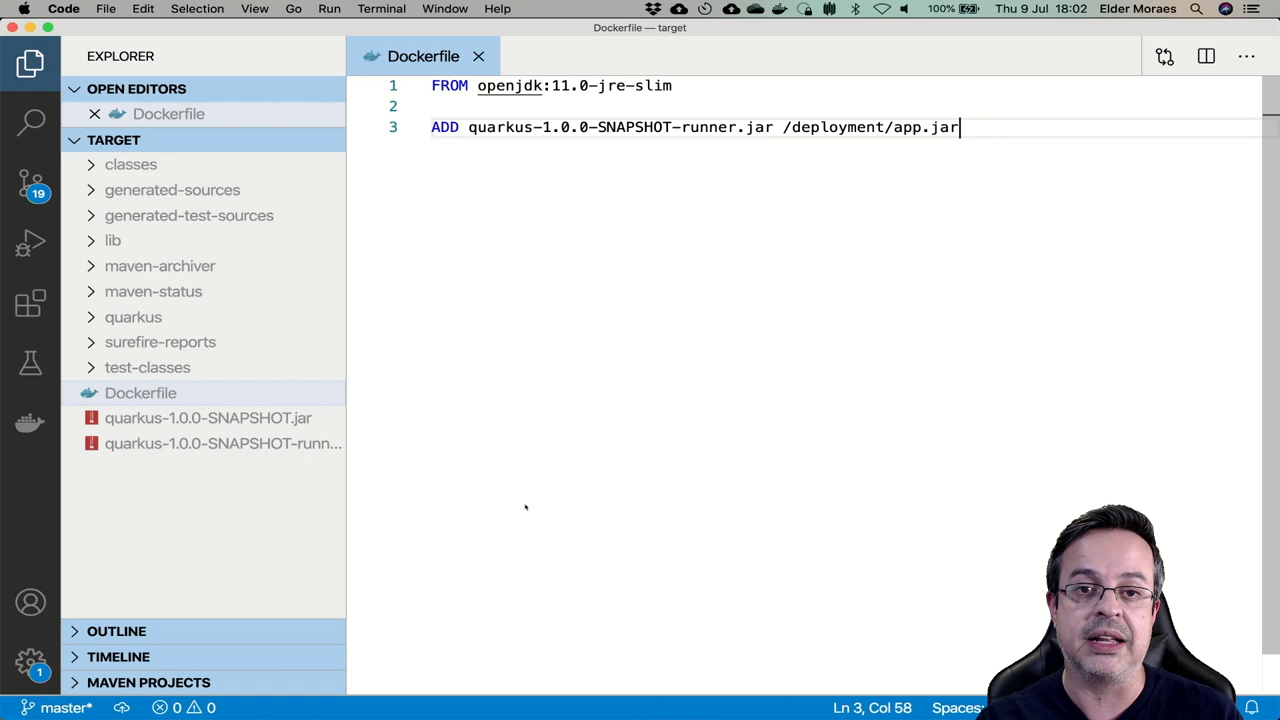 Code File Edit Selection View Go Run Terminal Window Help 100% Thu 9 Jul 18:02 Elder Moraes
Dockerfile — target
EXPLORER
OPEN EDITORS
Dockerfile
TARGET
classes
generated-sources
generated-test-sources
lib
maven-archiver
maven-status
quarkus
surefire-reports
test-classes
Dockerfile
quarkus-1.0.0-SNAPSHOT.jar
quarkus-1.0.0-SNAPSHOT-runn...
OUTLINE
TIMELINE
MAVEN PROJECTS
19
1
Dockerfile
1 FROM openjdk:11.0-jre-slim
2
3 ADD quarkus-1.0.0-SNAPSHOT-runner.jar /deployment/app.jar
master* 0 0 Ln 3, Col 58 Spaces: